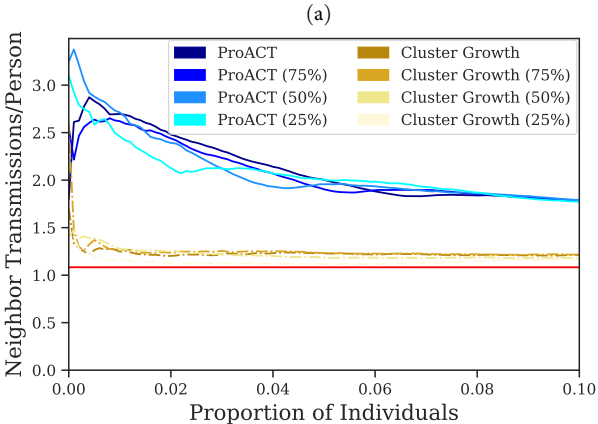 (a)
Neighbor Transmissions/Person
3.0
2.5
2.0
1.5
1.0
0.5
0.0
ProACT
ProACT (75%)
ProACT (50%)
ProACT (25%)
Cluster Growth
Cluster Growth (75%)
Cluster Growth (50%)
Cluster Growth (25%)
0.00 0.02 0.04 0.06 0.08 0.10
Proportion of Individuals